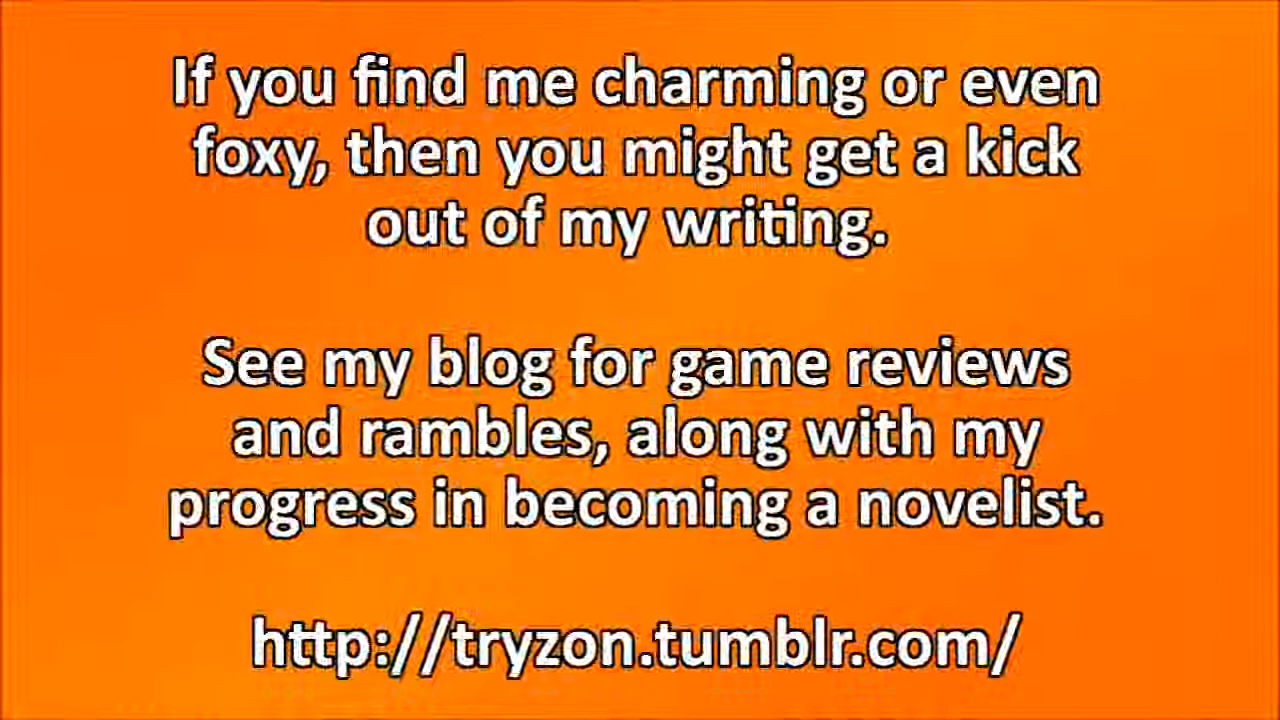 If you find me charming or even
foxy, then you might get a kick
out of my writing.
See my blog for game reviews
and rambles, along with my
progress in becoming a novelist.
http://tryzon.tumblr.com/